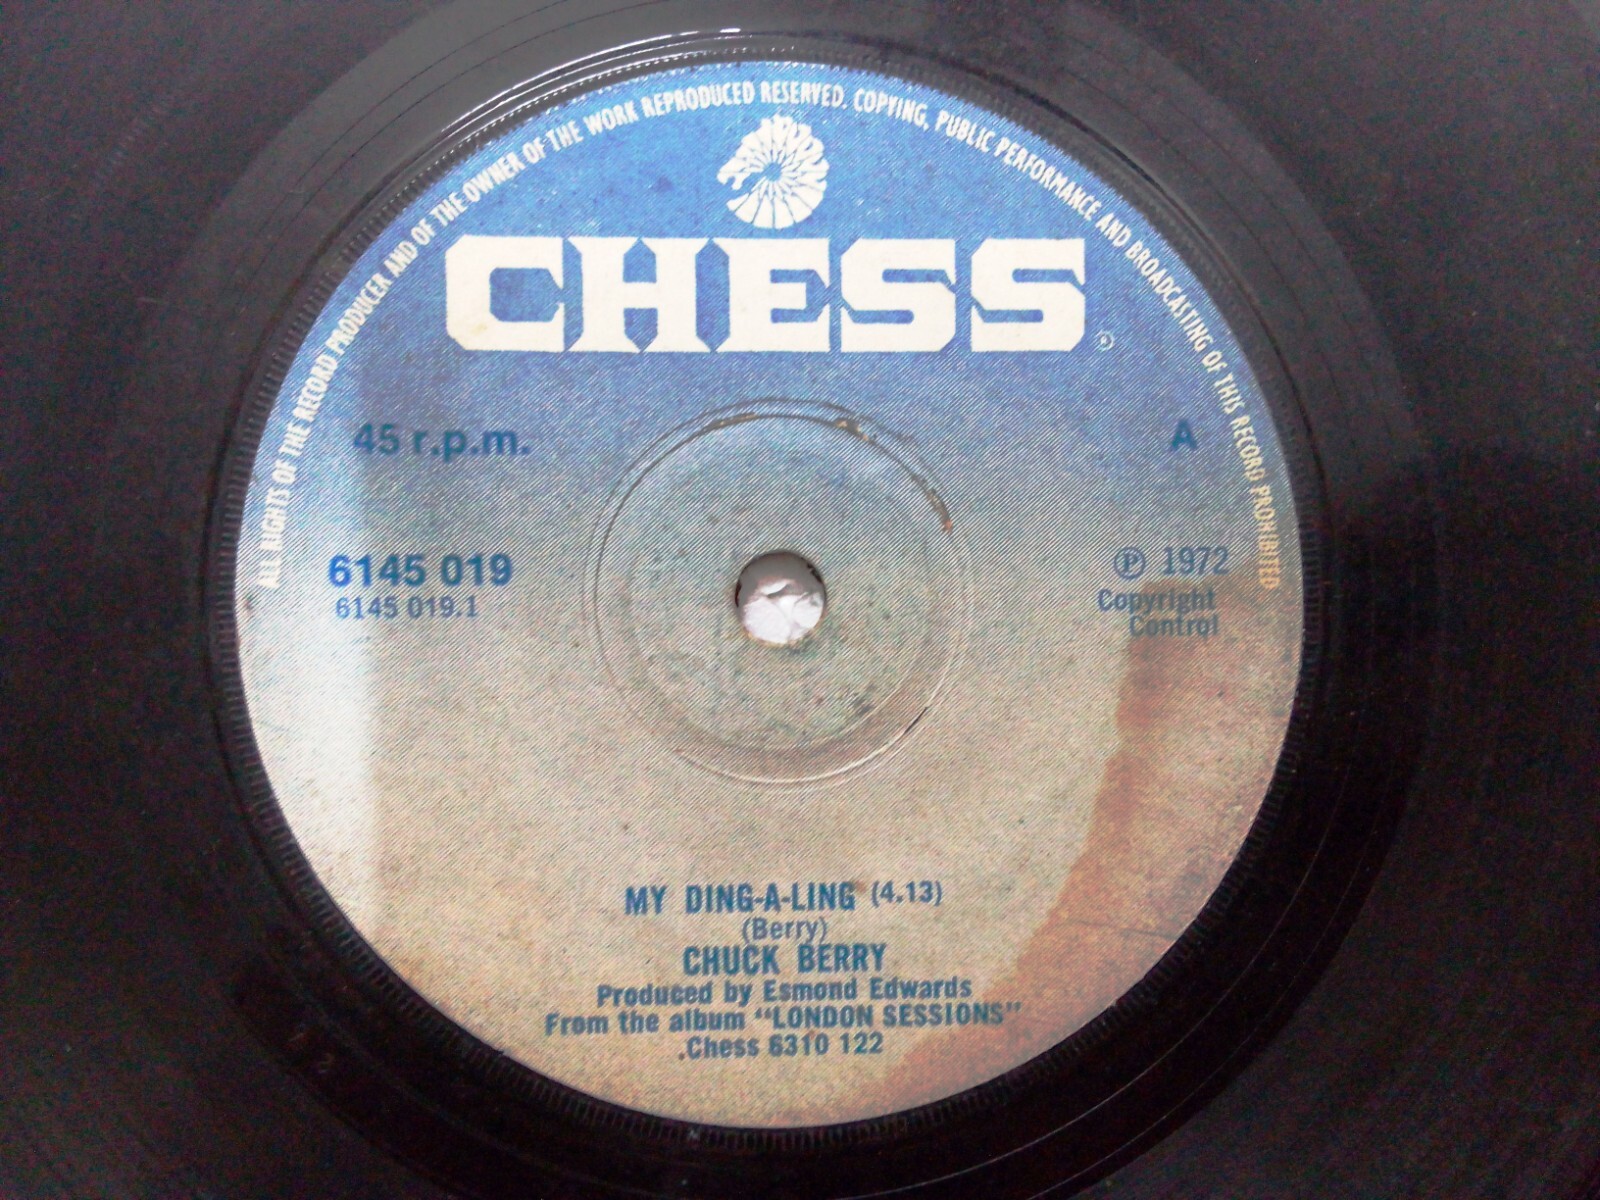 ALL RIGHTS OF THE RECORD PRODUCER AND OF THE OWNER OF THE WORK REPRODUCED RESERVED. COPYING, PUBLIC PERFORMANCE AND BROADCASTING OF THIS RECORD PROHIBITED
CHESS ®
45 r.p.m.
A
6145 019
6145 019.1
℗ 1972
Copyright
Control
MY DING-A-LING (4.13)
(Berry)
CHUCK BERRY
Produced by Esmond Edwards
From the album "LONDON SESSIONS"
.Chess 6310 122